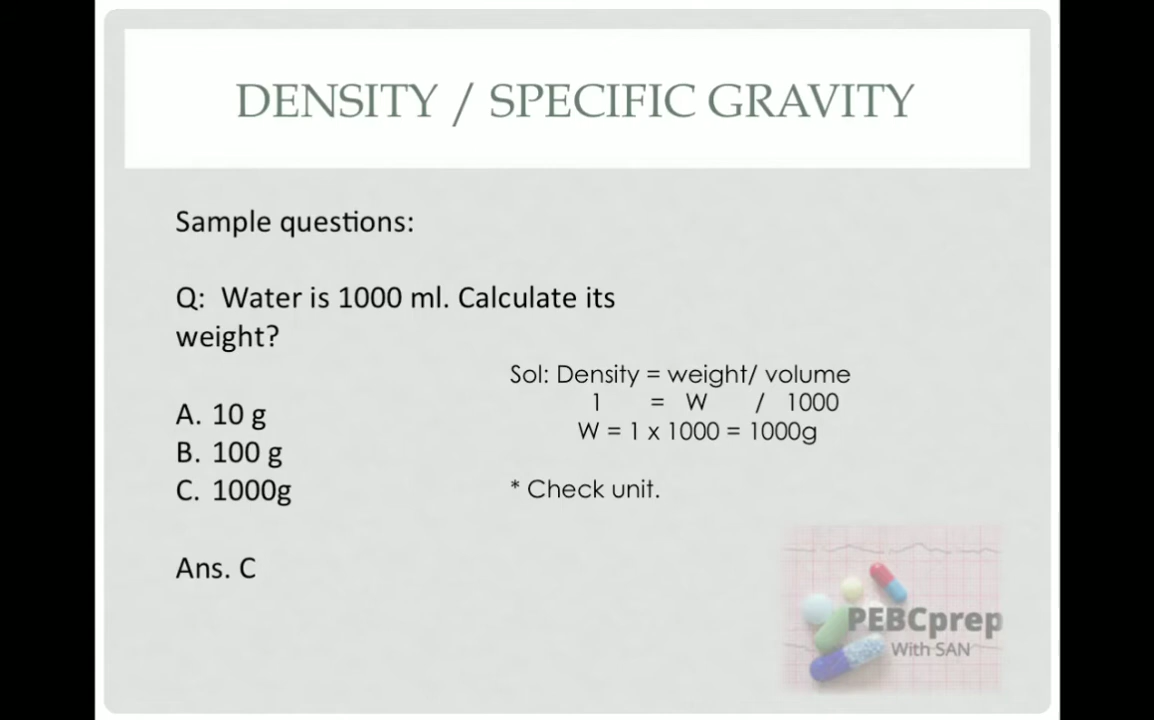 DENSITY / SPECIFIC GRAVITY
Sample questions:
Q: Water is 1000 ml. Calculate its
weight?
A. 10 g
B. 100 g
C. 1000g
Ans. C
Sol: Density = weight/ volume
1 = W / 1000
W = 1 x 1000 = 1000g
* Check unit.
PEBCprep
With SAN